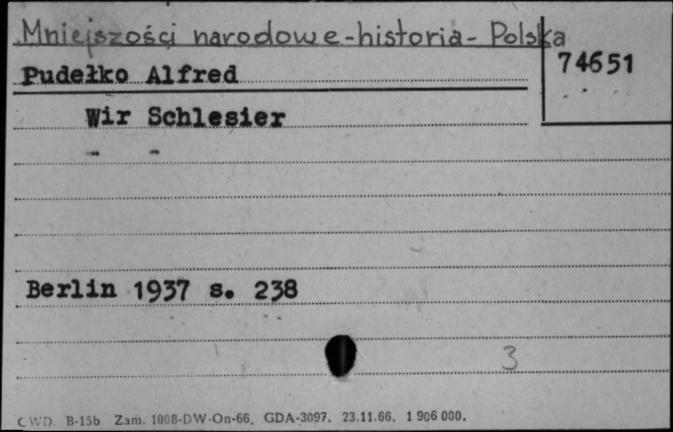 Mniejszości narodowe-historia-Polska
74651
Pudełko Alfred
Wir Schlesier
Berlin 1937 s. 238
3
CWD. B-15b Zam. 1008-DW-On-66. GDA-3097. 23.11.66. 1 906 000.